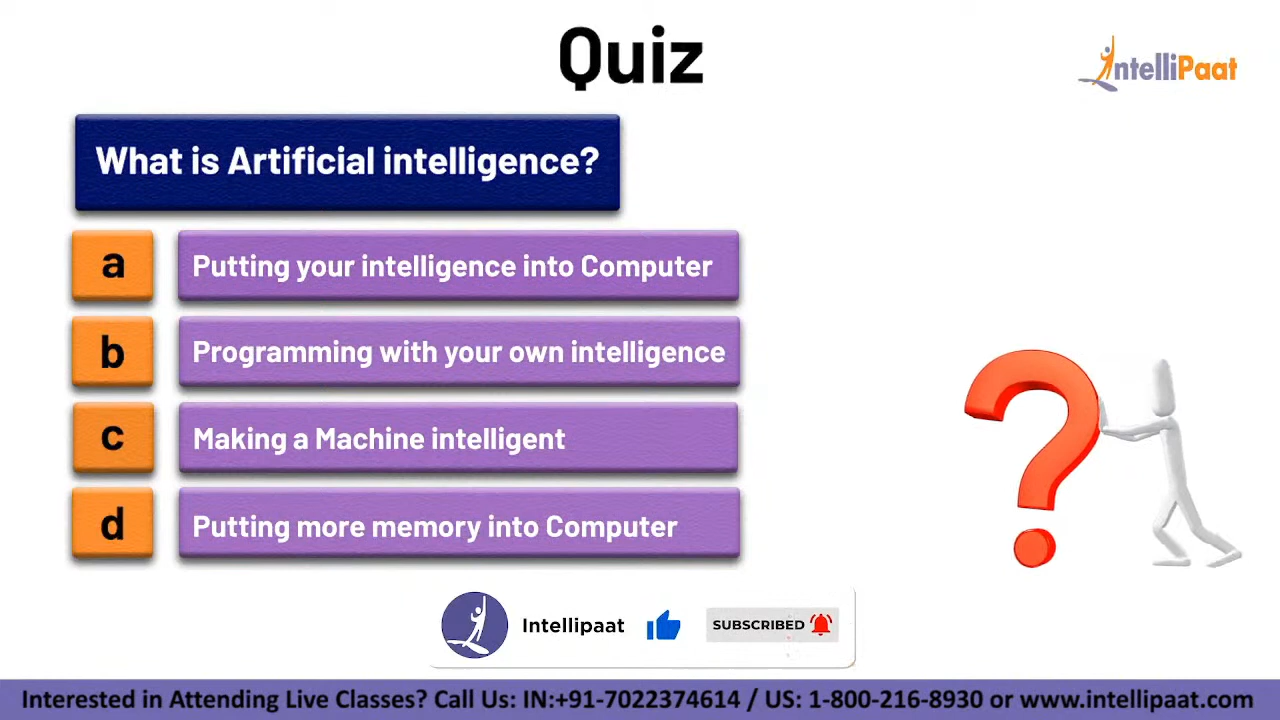 Quiz
IntelliPaat
What is Artificial intelligence?
a
Putting your intelligence into Computer
b
Programming with your own intelligence
c
Making a Machine intelligent
d
Putting more memory into Computer
Intellipaat
SUBSCRIBED
Interested in Attending Live Classes? Call Us: IN:+91-7022374614 / US: 1-800-216-8930 or www.intellipaat.com